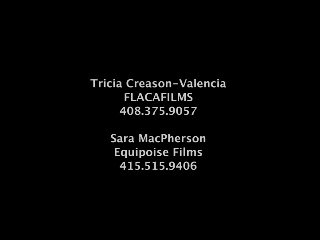 Tricia Creason-Valencia
FLACAFILMS
408.375.9057
Sara MacPherson
Equipoise Films
415.515.9406